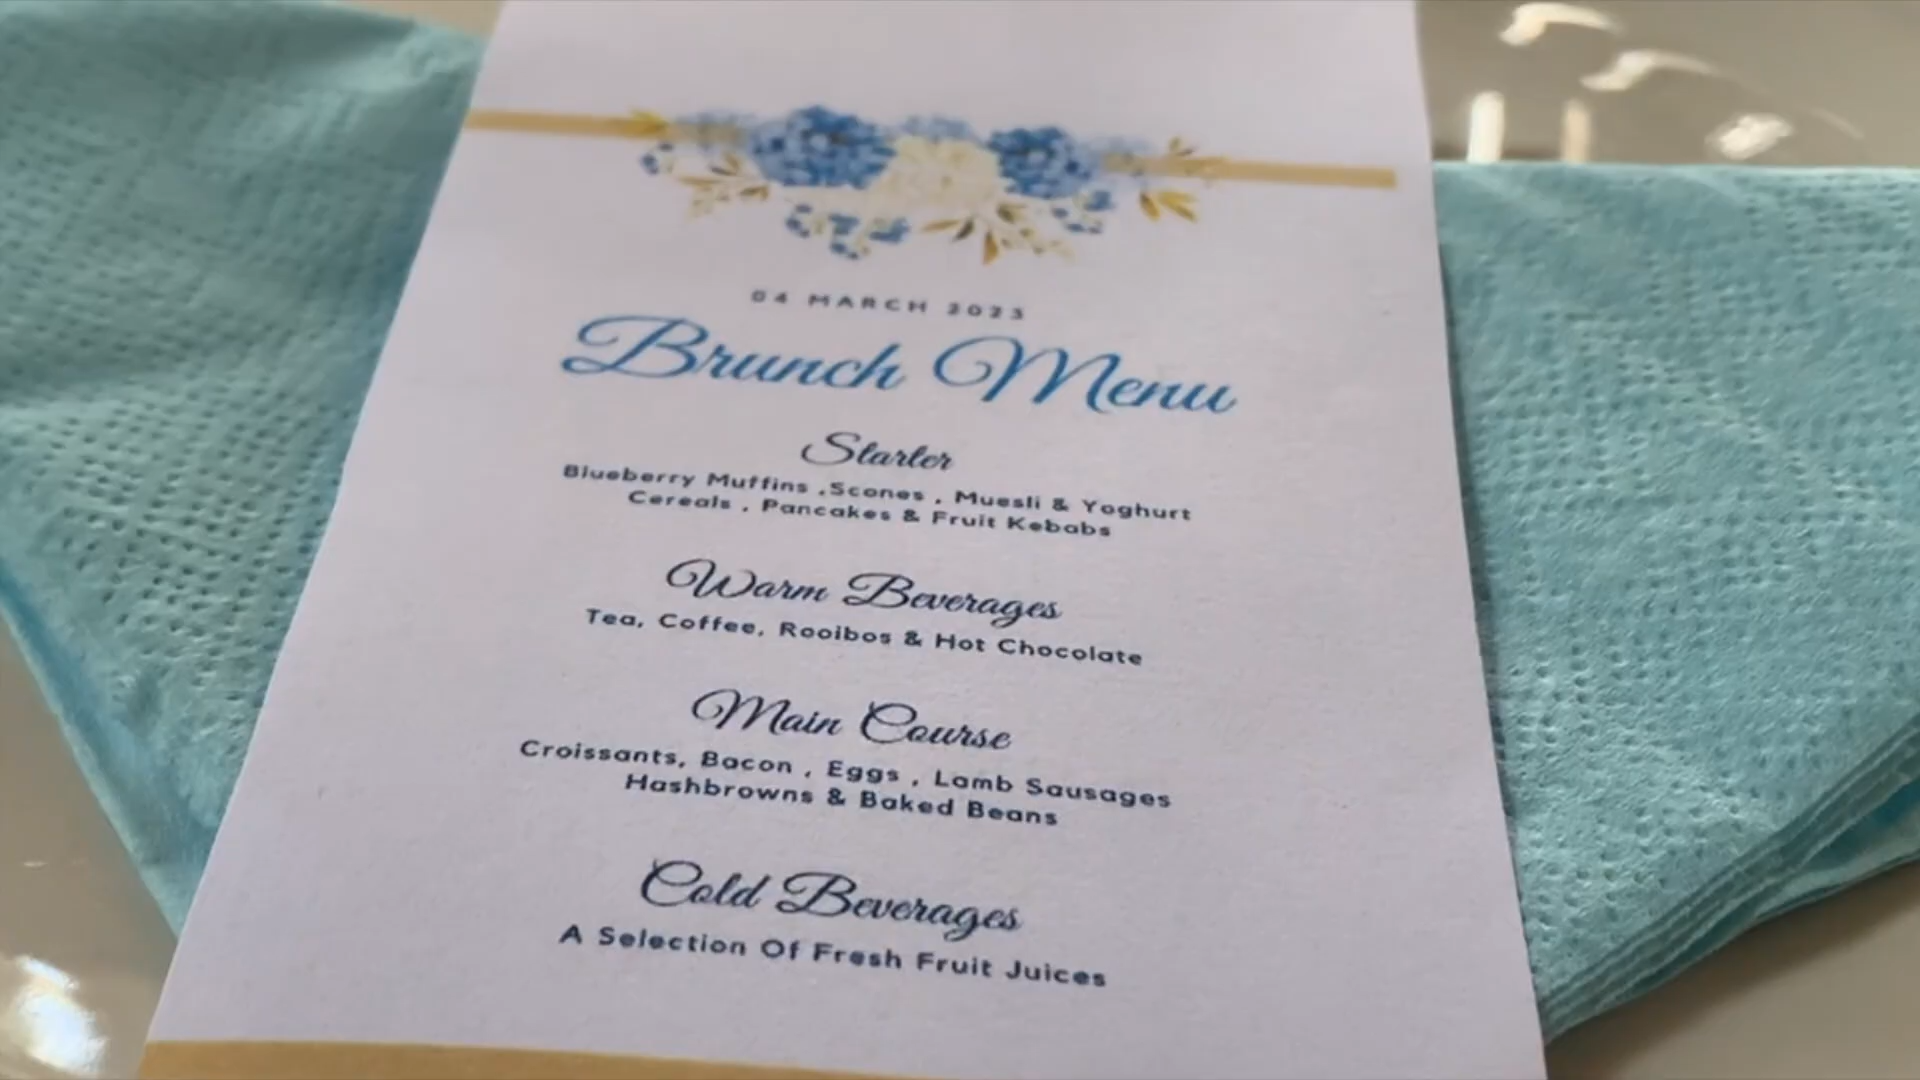 04 MARCH 2023
Brunch Menu
Starter
Blueberry Muffins ,Scones , Muesli & Yoghurt
Cereals , Pancakes & Fruit Kebabs
Warm Beverages
Tea, Coffee, Rooibos & Hot Chocolate
Main Course
Croissants, Bacon , Eggs , Lamb Sausages
Hashbrowns & Baked Beans
Cold Beverages
A Selection Of Fresh Fruit Juices